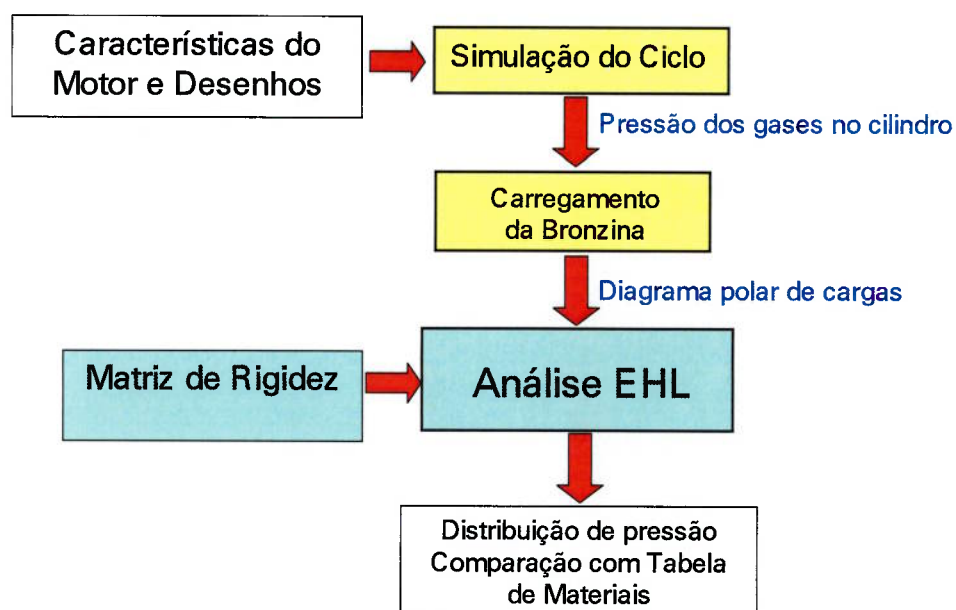 Características do
Motor e Desenhos
Simulação do Ciclo
Pressão dos gases no cilindro
Carregamento
da Bronzina
Diagrama polar de cargas
Matriz de Rigidez
Análise EHL
Distribuição de pressão
Comparação com Tabela
de Materiais